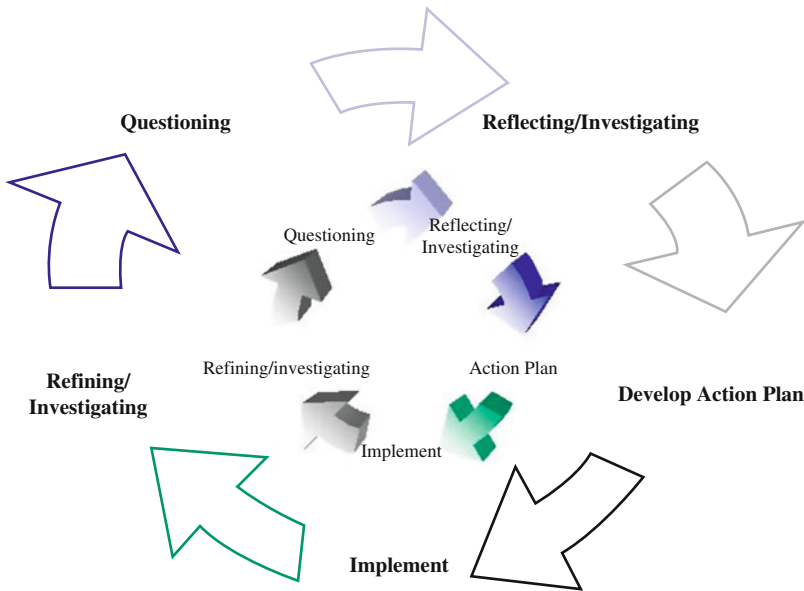 Questioning
Reflecting/Investigating
Questioning
Reflecting/
Investigating
Refining/
Investigating
Refining/investigating
Action Plan
Develop Action Plan
Implement
Implement